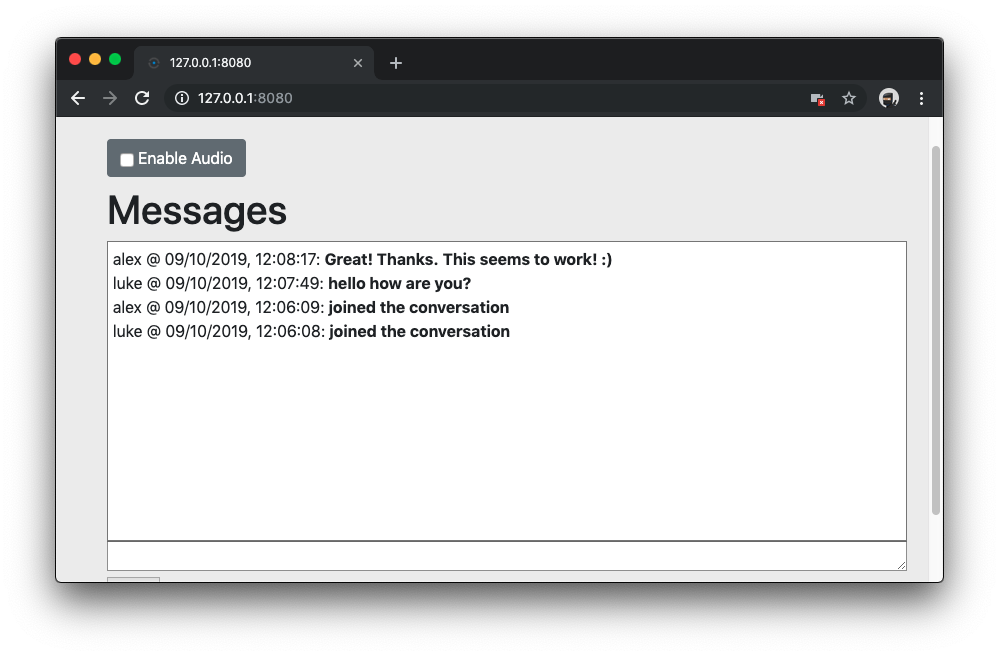 127.0.0.1:8080
127.0.0.1:8080
Enable Audio
Messages
alex @ 09/10/2019, 12:08:17: Great! Thanks. This seems to work! :)
luke @ 09/10/2019, 12:07:49: hello how are you?
alex @ 09/10/2019, 12:06:09: joined the conversation
luke @ 09/10/2019, 12:06:08: joined the conversation